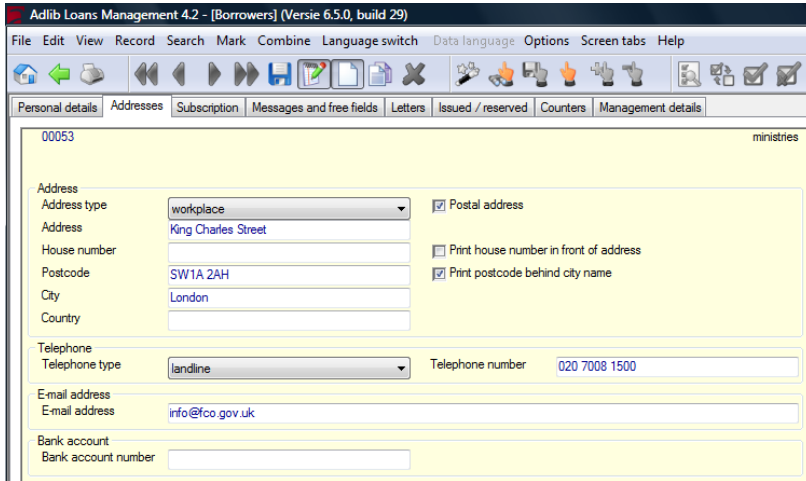 Adlib Loans Management 4.2 - [Borrowers] (Versie 6.5.0, build 29)
File Edit View Record Search Mark Combine Language switch Data language Options Screen tabs Help
Personal details Addresses Subscription Messages and free fields Letters Issued / reserved Counters Management details
00053 ministries
Address
Address type workplace Postal address
Address King Charles Street
House number Print house number in front of address
Postcode SW1A 2AH Print postcode behind city name
City London
Country
Telephone
Telephone type landline Telephone number 020 7008 1500
E-mail address
E-mail address info@fco.gov.uk
Bank account
Bank account number